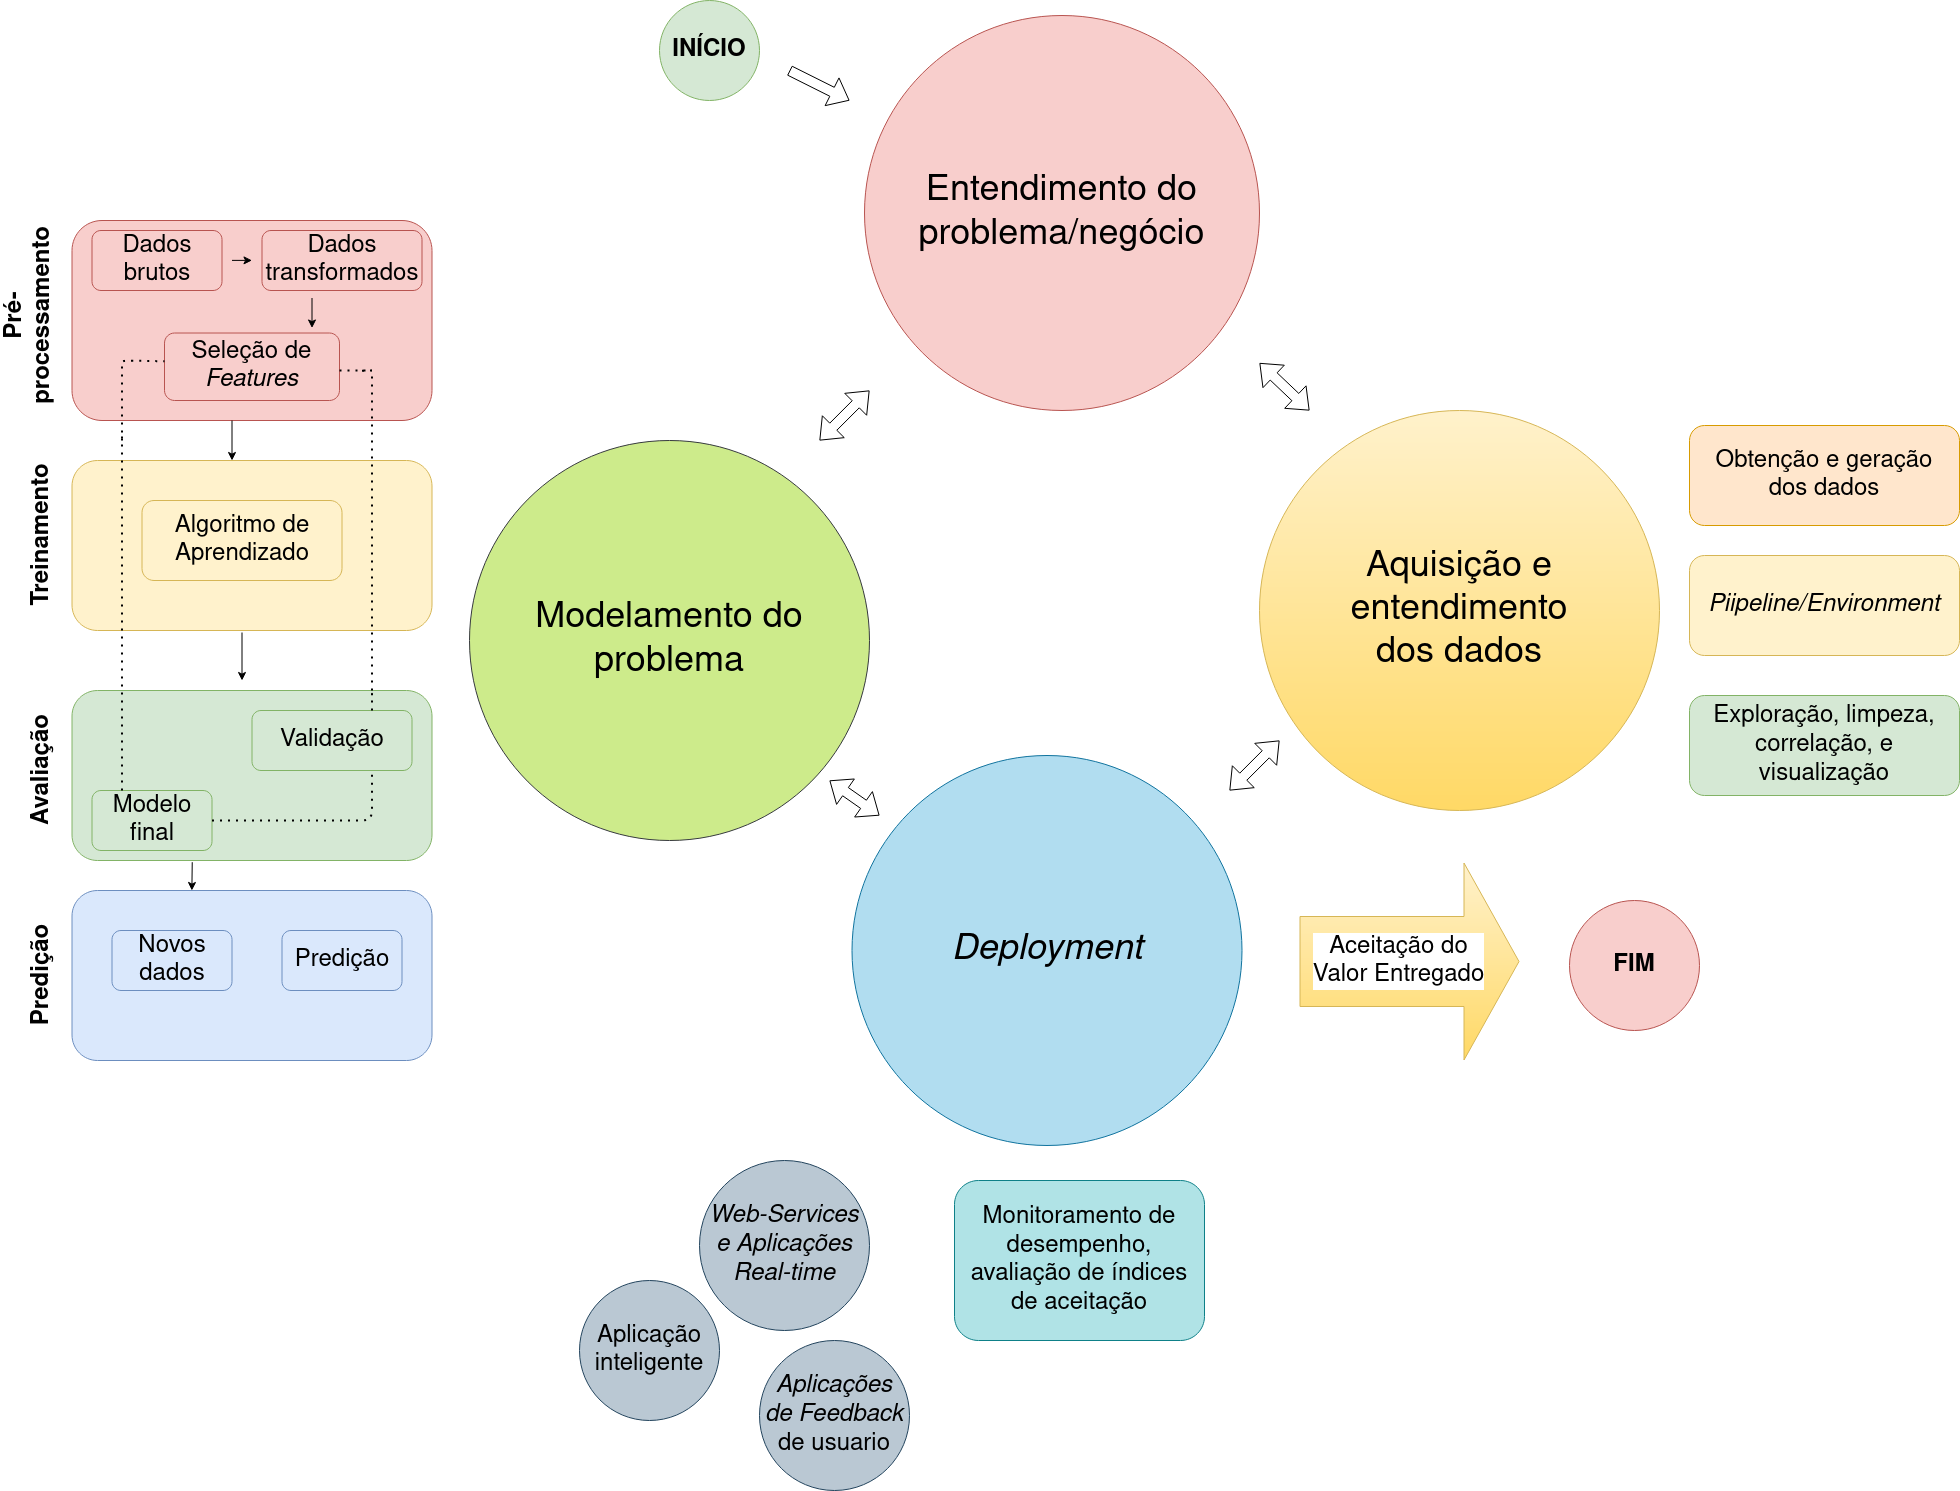 INÍCIO
Entendimento do
problema/negócio
Pré-
processamento
Dados
brutos
Dados
transformados
Seleção de
Features
Treinamento
Algoritmo de
Aprendizado
Avaliação
Validação
Modelo
final
Predição
Novos
dados
Predição
Modelamento do
problema
Aquisição e
entendimento
dos dados
Obtenção e geração
dos dados
Piipeline/Environment
Exploração, limpeza,
correlação, e
visualização
Deployment
Aceitação do
Valor Entregado
FIM
Web-Services
e Aplicações
Real-time
Aplicação
inteligente
Aplicações
de Feedback
de usuario
Monitoramento de
desempenho,
avaliação de índices
de aceitação